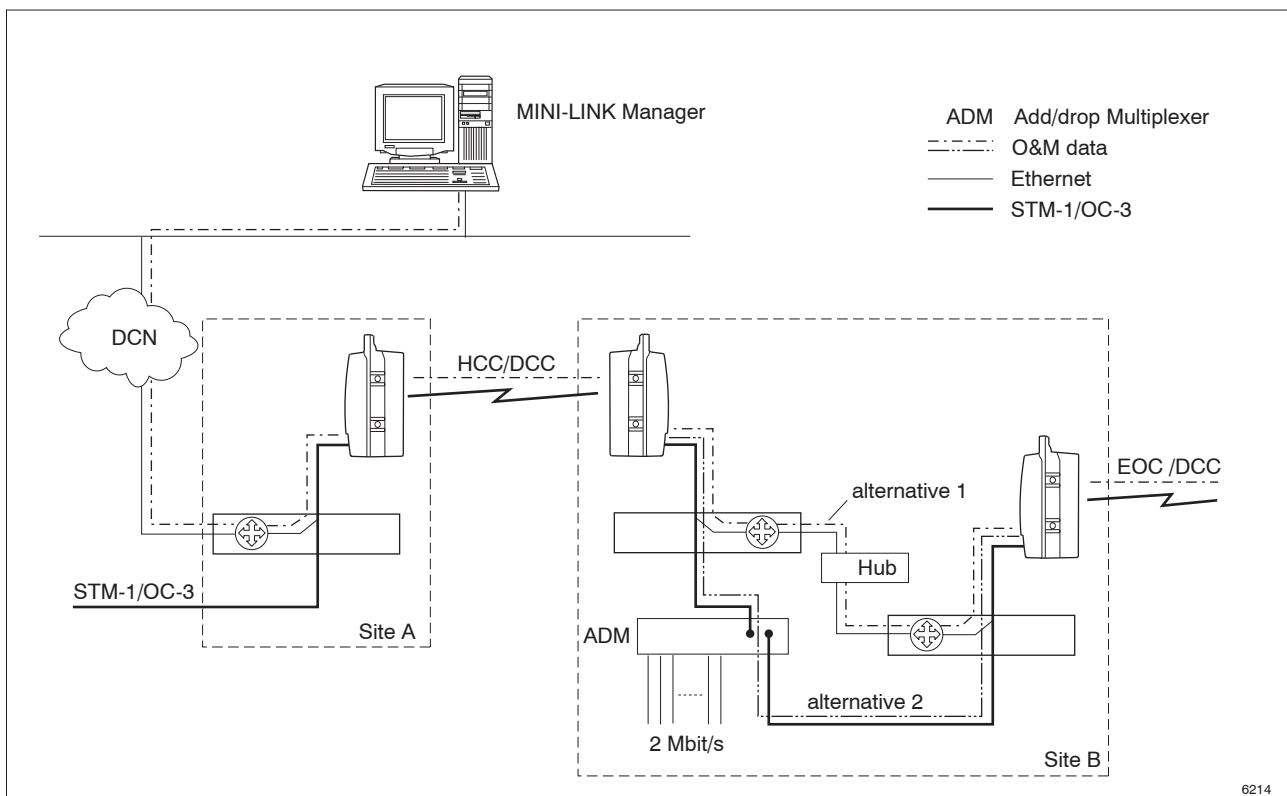 MINI-LINK Manager
ADM Add/drop Multiplexer
O&M data
Ethernet
STM-1/OC-3
DCN
HCC/DCC
EOC /DCC
alternative 1
Hub
STM-1/OC-3
Site A
ADM
alternative 2
2 Mbit/s
Site B
6214